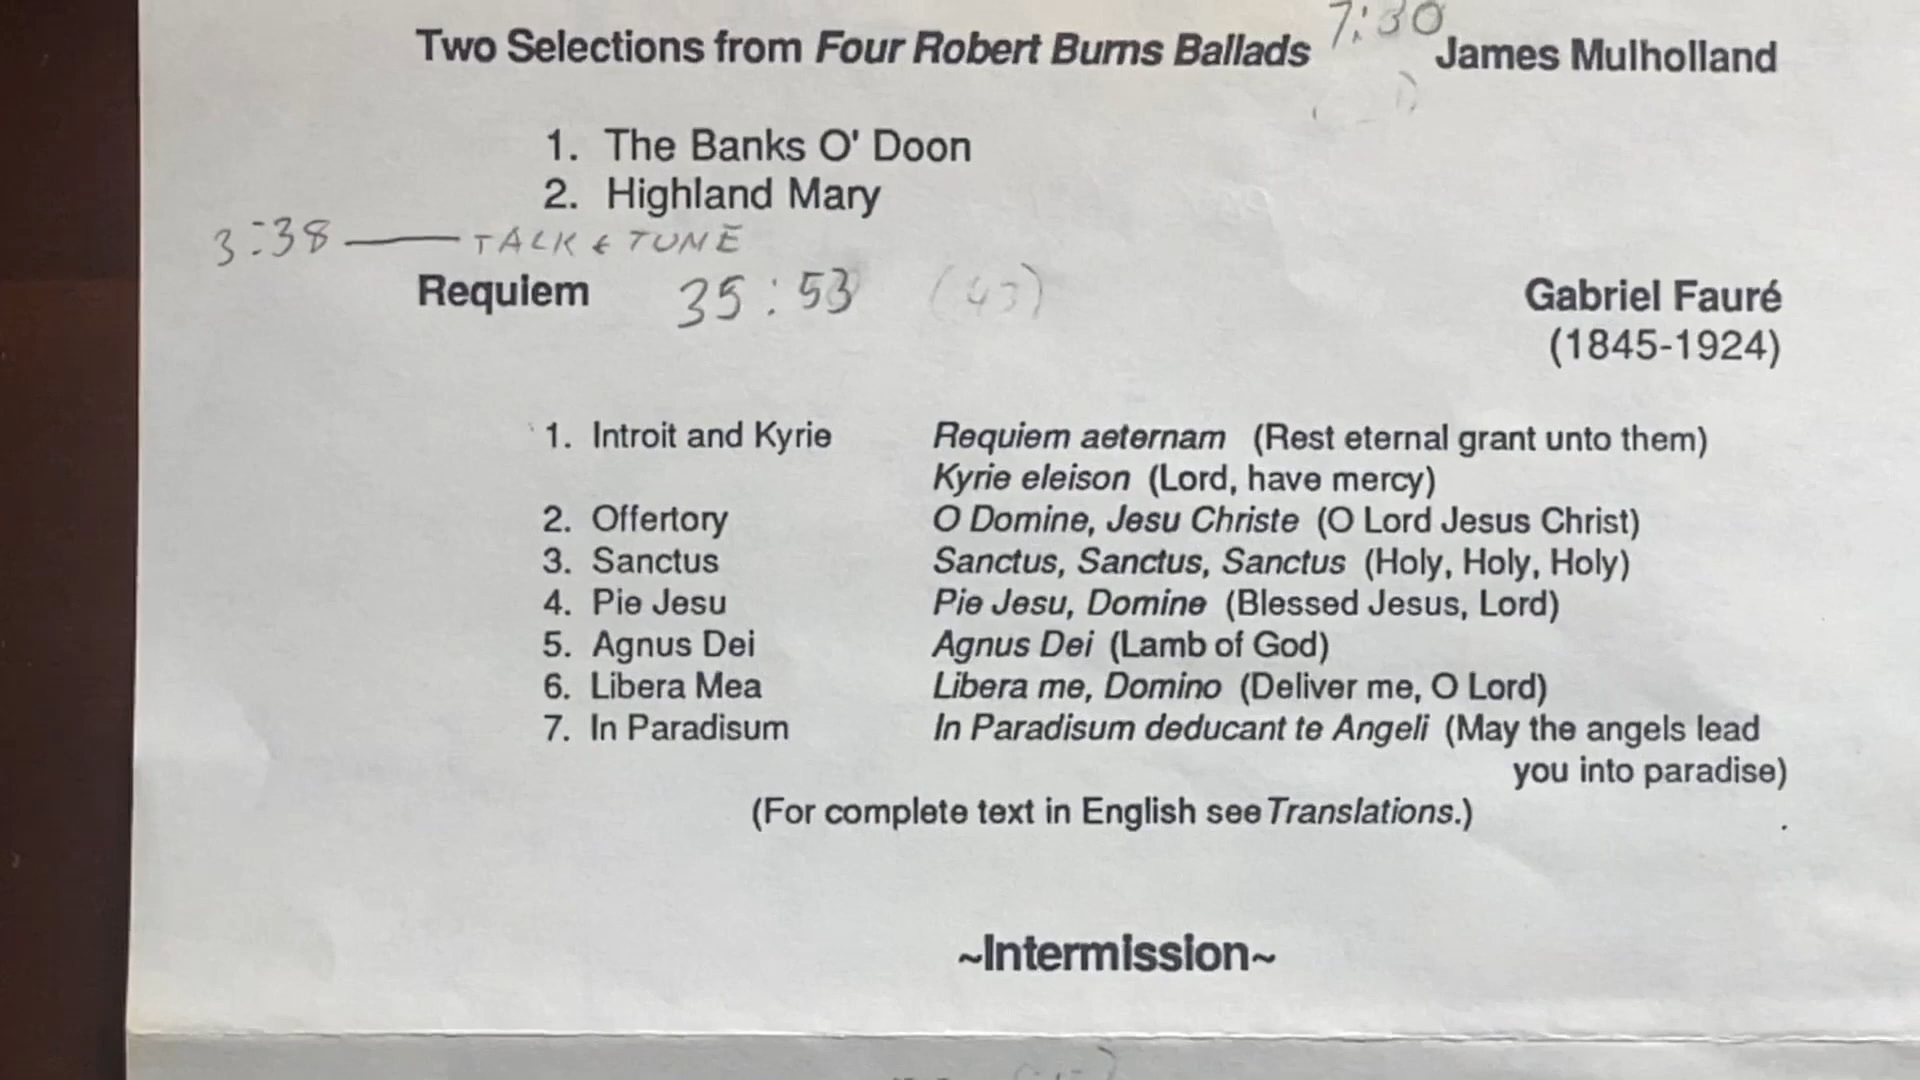 Two Selections from Four Robert Burns Ballads 7:30 James Mulholland
1. The Banks O' Doon
2. Highland Mary
3:38 — TALK & TUNE
Requiem 35:53 (43) Gabriel Fauré
(1845-1924)
1. Introit and Kyrie Requiem aeternam (Rest eternal grant unto them)
Kyrie eleison (Lord, have mercy)
2. Offertory O Domine, Jesu Christe (O Lord Jesus Christ)
3. Sanctus Sanctus, Sanctus, Sanctus (Holy, Holy, Holy)
4. Pie Jesu Pie Jesu, Domine (Blessed Jesus, Lord)
5. Agnus Dei Agnus Dei (Lamb of God)
6. Libera Mea Libera me, Domino (Deliver me, O Lord)
7. In Paradisum In Paradisum deducant te Angeli (May the angels lead
you into paradise)
(For complete text in English see Translations.)
~Intermission~